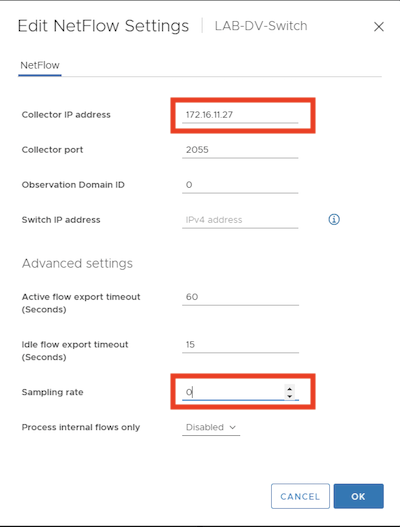 Edit NetFlow Settings | LAB-DV-Switch
NetFlow
Collector IP address 172.16.11.27
Collector port 2055
Observation Domain ID 0
Switch IP address IPv4 address
Advanced settings
Active flow export timeout 60
(Seconds)
Idle flow export timeout 15
(Seconds)
Sampling rate 0
Process internal flows only Disabled
CANCEL OK